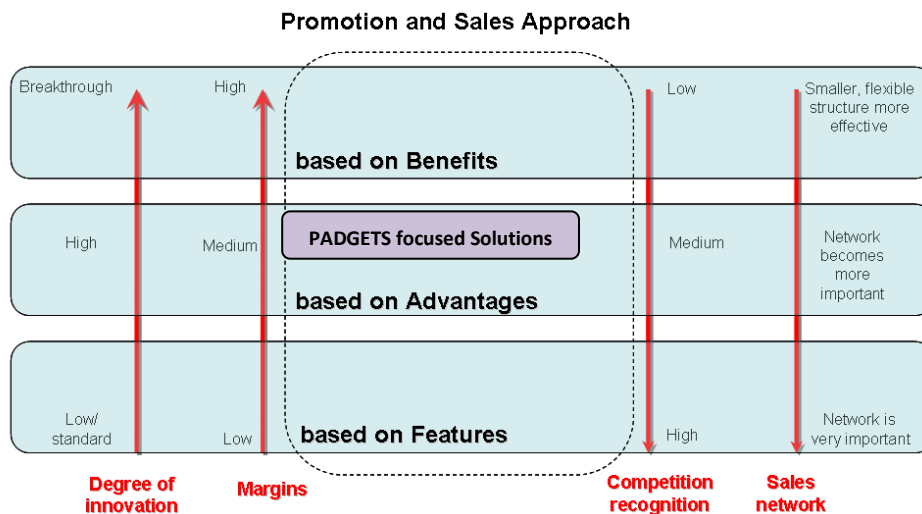 Promotion and Sales Approach
Breakthrough
High
Low
Smaller, flexible
structure more
effective
based on Benefits
PADGETS focused Solutions
High
Medium
Medium
Network
becomes
more
important
based on Advantages
Low/
standard
Low
based on Features
High
Network is
very important
Degree of
innovation
Margins
Competition
recognition
Sales
network